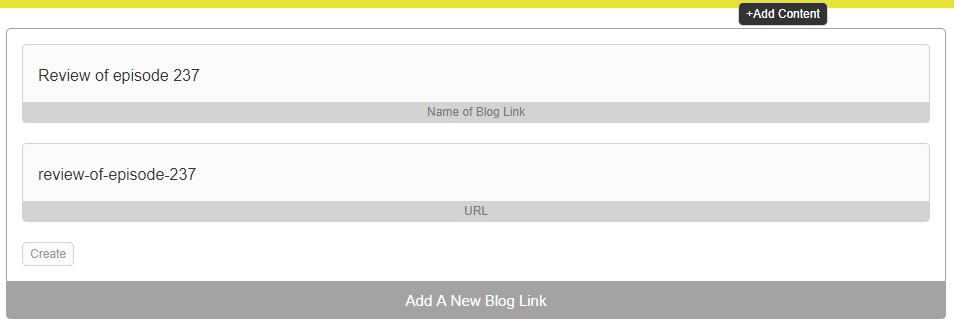 +Add Content
Review of episode 237
Name of Blog Link
review-of-episode-237
URL
Create
Add A New Blog Link